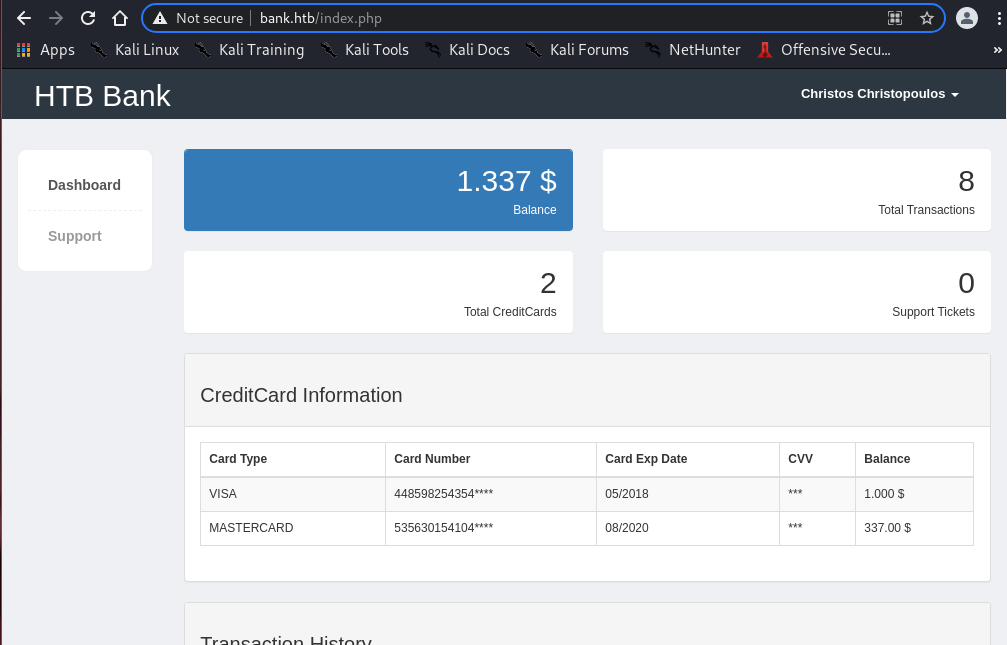 Not secure | bank.htb/index.php
Apps Kali Linux Kali Training Kali Tools Kali Docs Kali Forums NetHunter Offensive Secu... »
HTB Bank Christos Christopoulos
Dashboard
Support
1.337 $
Balance
8
Total Transactions
2
Total CreditCards
0
Support Tickets
CreditCard Information
Card Type Card Number Card Exp Date CVV Balance
VISA 448598254354**** 05/2018 *** 1.000 $
MASTERCARD 535630154104**** 08/2020 *** 337.00 $
Transaction History